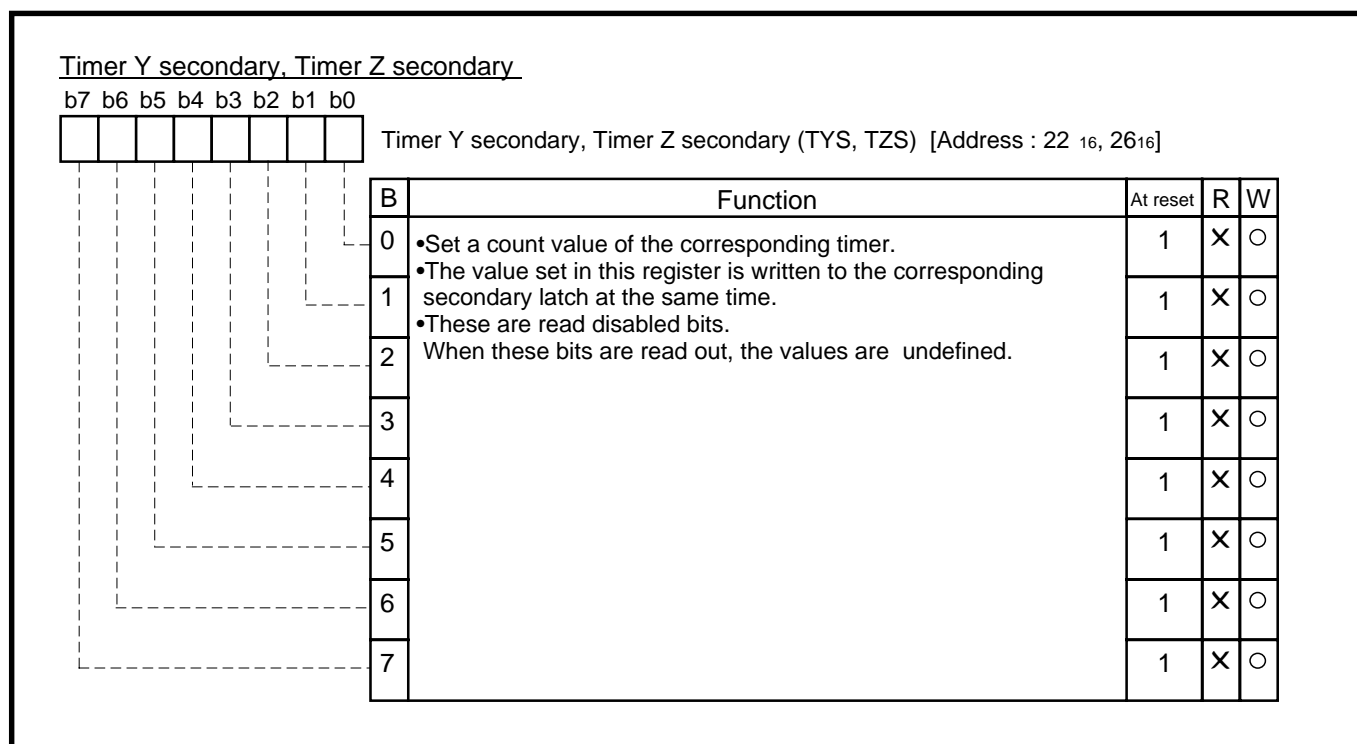 Timer Y secondary, Timer Z secondary
b7 b6 b5 b4 b3 b2 b1 b0
Timer Y secondary, Timer Z secondary (TYS, TZS) [Address : 22 16, 2616]
B Function At reset R W
0 •Set a count value of the corresponding timer. 1 X ○
•The value set in this register is written to the corresponding
1 secondary latch at the same time. 1 X ○
•These are read disabled bits.
2 When these bits are read out, the values are undefined. 1 X ○
3 1 X ○
4 1 X ○
5 1 X ○
6 1 X ○
7 1 X ○